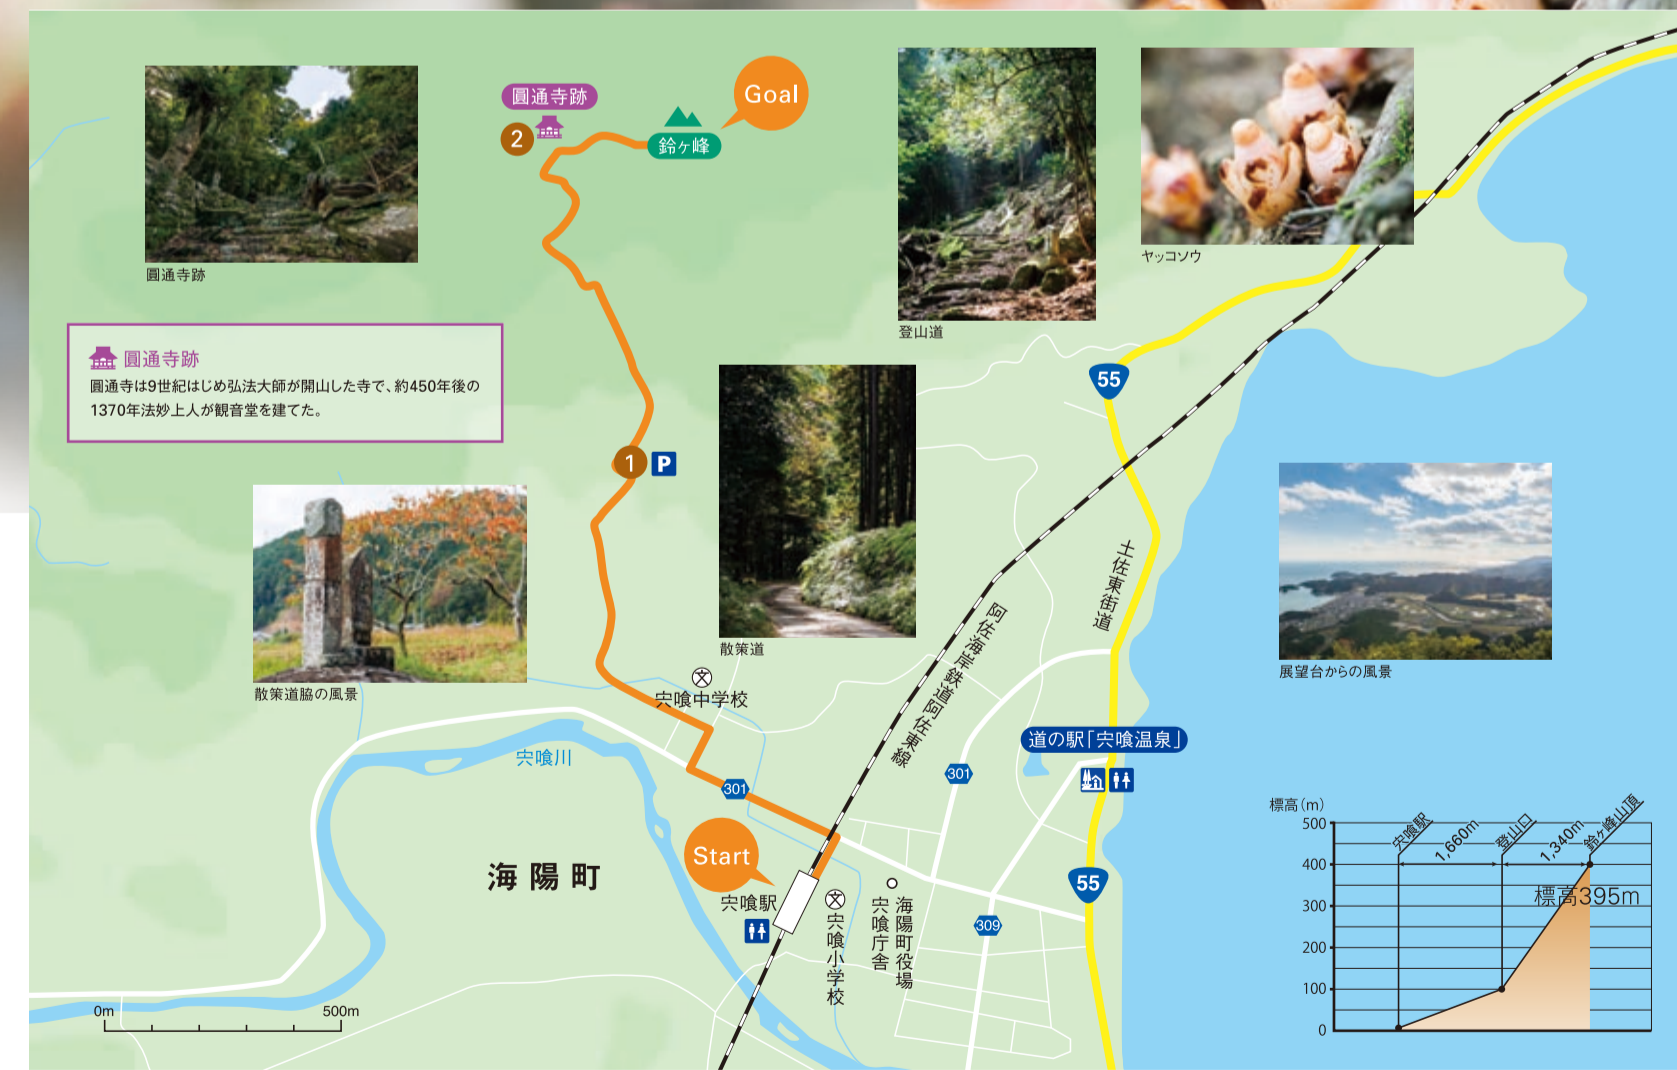 圓通寺跡
2
鈴ヶ峰
Goal
圓通寺跡
登山道
ヤッコソウ
圓通寺跡
圓通寺は9世紀はじめ弘法大師が開山した寺で、約450年後の
1370年法妙上人が観音堂を建てた。
55
1
P
散策道脇の風景
散策道
土佐東街道
阿佐海岸鉄道阿佐東線
展望台からの風景
宍喰中学校
宍喰川
道の駅「宍喰温泉」
301
301
Start
海陽町
宍喰駅
宍喰小学校
海陽町役場
宍喰庁舎
309
55
0m
500m
標高(m)
500
400
300
200
100
0
宍喰駅
1,660m
登山口
1,340m
鈴ヶ峰山頂
標高395m